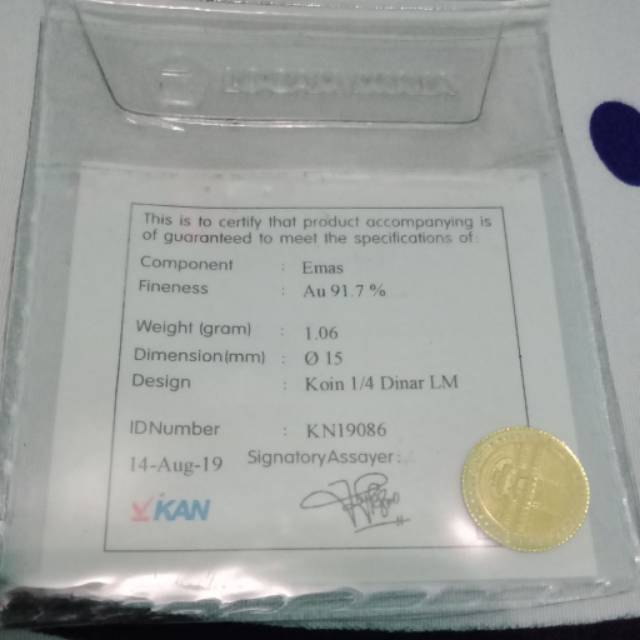 This is to certify that product accompanying is
of guaranteed to meet the specifications of:
Component : Emas
Fineness : Au 91.7 %
Weight (gram) : 1.06
Dimension(mm) : Ø 15
Design : Koin 1/4 Dinar LM
IDNumber : KN19086
14-Aug-19 SignatoryAssayer:
KAN